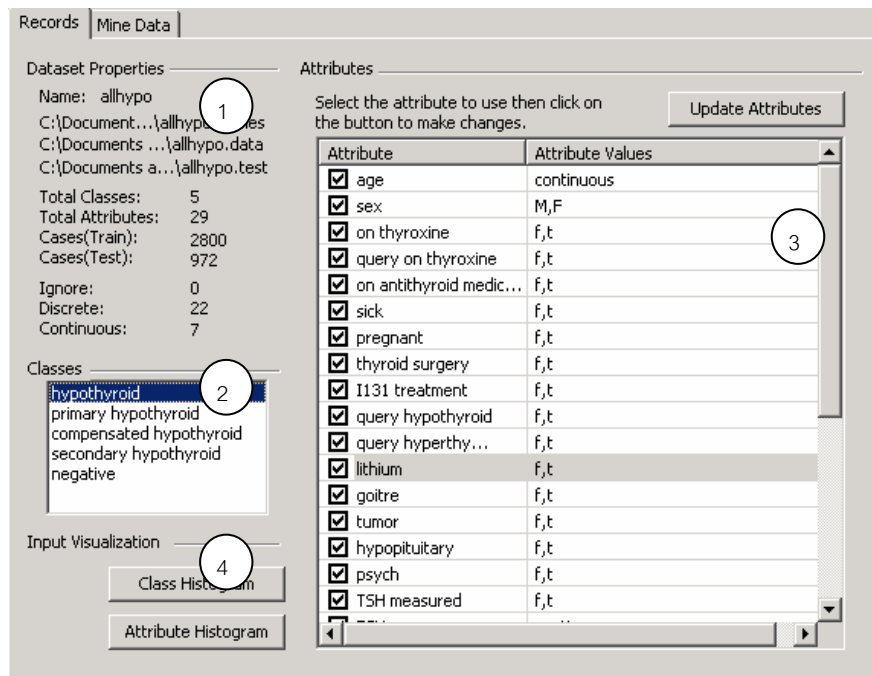 Records
Mine Data
Dataset Properties
Name: allhypo
1
C:\Document...\allhypo
C:\Documents ...\allhypo.data
C:\Documents a...\allhypo.test
Total Classes: 5
Total Attributes: 29
Cases(Train): 2800
Cases(Test): 972
Ignore: 0
Discrete: 22
Continuous: 7
Classes
2
hypothyroid
primary hypothyroid
compensated hypothyroid
secondary hypothyroid
negative
Input Visualization
4
Class Histogram
Attribute Histogram
Attributes
Select the attribute to use then click on
the button to make changes.
Update Attributes
Attribute Attribute Values
3
age continuous
sex M,F
on thyroxine f,t
query on thyroxine f,t
on antithyroid medic... f,t
sick f,t
pregnant f,t
thyroid surgery f,t
I131 treatment f,t
query hypothyroid f,t
query hyperthy... f,t
lithium f,t
goitre f,t
tumor f,t
hypopituitary f,t
psych f,t
TSH measured f,t